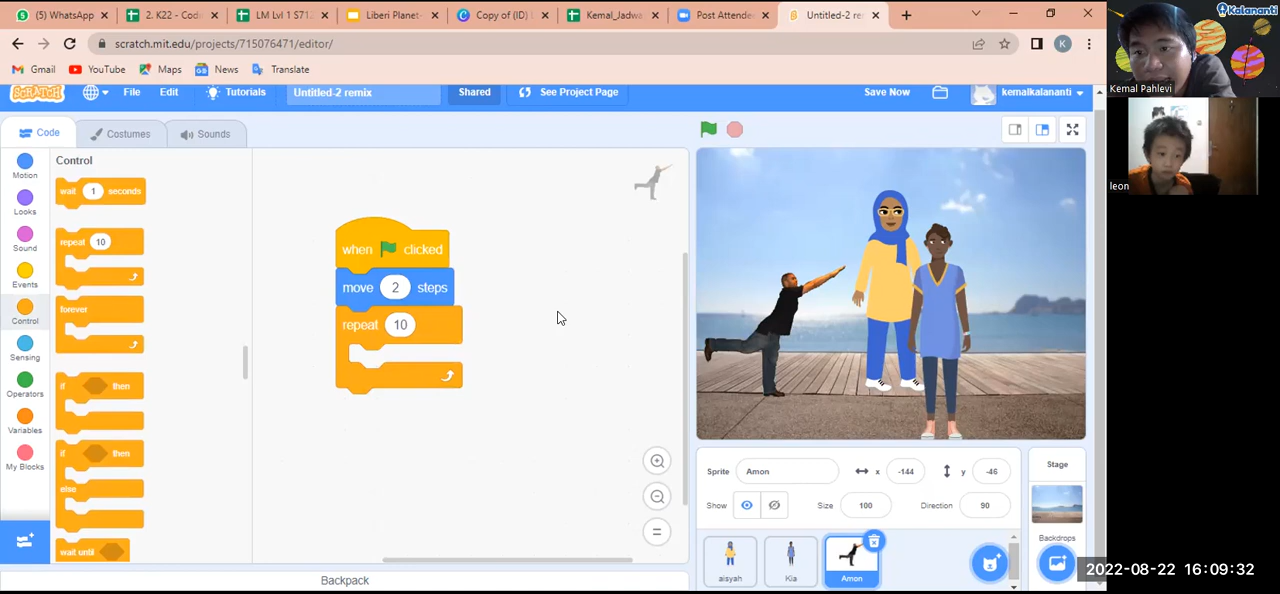 (5) WhatsApp
2. K22 - Codi
LM Lvl 1 S712
Liberi Planet-
Copy of (ID) L
Kemal_Jadwa
Post Attende
Untitled-2 rem
scratch.mit.edu/projects/715076471/editor/
K
Gmail YouTube Maps News Translate
Kalananti
Kemal Pahlevi
leon
SCRATCH
File Edit Tutorials Untitled-2 remix Shared See Project Page Save Now kemalkalananti
Code Costumes Sounds
Motion
Looks
Sound
Events
Control
Sensing
Operators
Variables
My Blocks
Control
wait 1 seconds
repeat 10
forever
if then
if then
else
wait until
when clicked
move 2 steps
repeat 10
Sprite Amon x -144 y -46
Show Size 100 Direction 90
aisyah Kia Amon
Stage
Backdrops
Backpack
2022-08-22 16:09:32